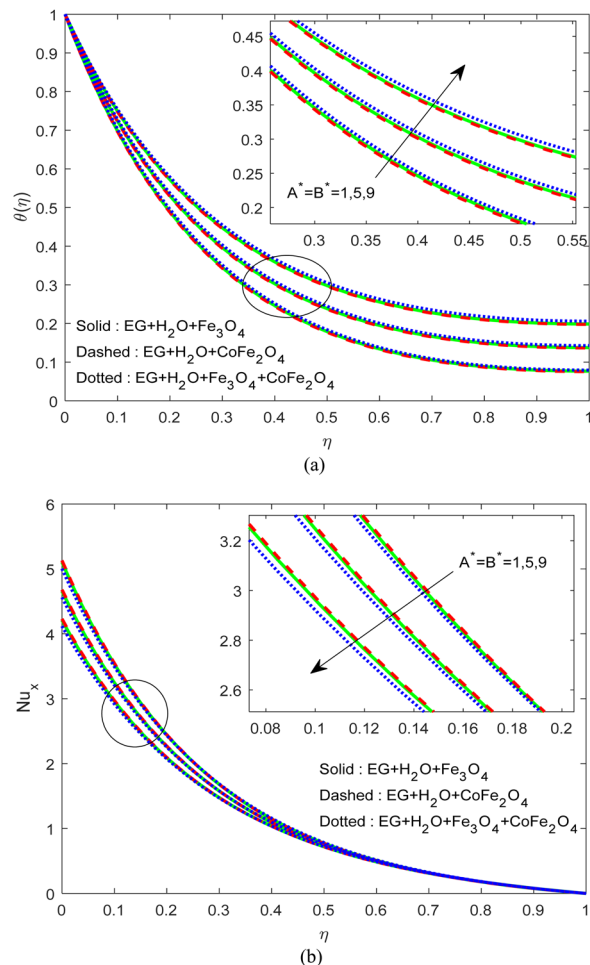 1
0.9
0.8
0.7
0.6
0.5
0.4
0.3
0.2
0.1
0
θ(η)
0.45
0.4
0.35
0.3
0.25
0.2
A*=B*=1,5,9
0.3 0.35 0.4 0.45 0.5 0.55
Solid : EG+H₂O+Fe₃O₄
Dashed : EG+H₂O+CoFe₂O₄
Dotted : EG+H₂O+Fe₃O₄+CoFe₂O₄
0 0.1 0.2 0.3 0.4 0.5 0.6 0.7 0.8 0.9 1
η
(a)
6
5
4
3
2
1
0
Nuₓ
3.2
3
2.8
2.6
A*=B*=1,5,9
0.08 0.1 0.12 0.14 0.16 0.18 0.2
Solid : EG+H₂O+Fe₃O₄
Dashed : EG+H₂O+CoFe₂O₄
Dotted : EG+H₂O+Fe₃O₄+CoFe₂O₄
0 0.1 0.2 0.3 0.4 0.5 0.6 0.7 0.8 0.9 1
η
(b)